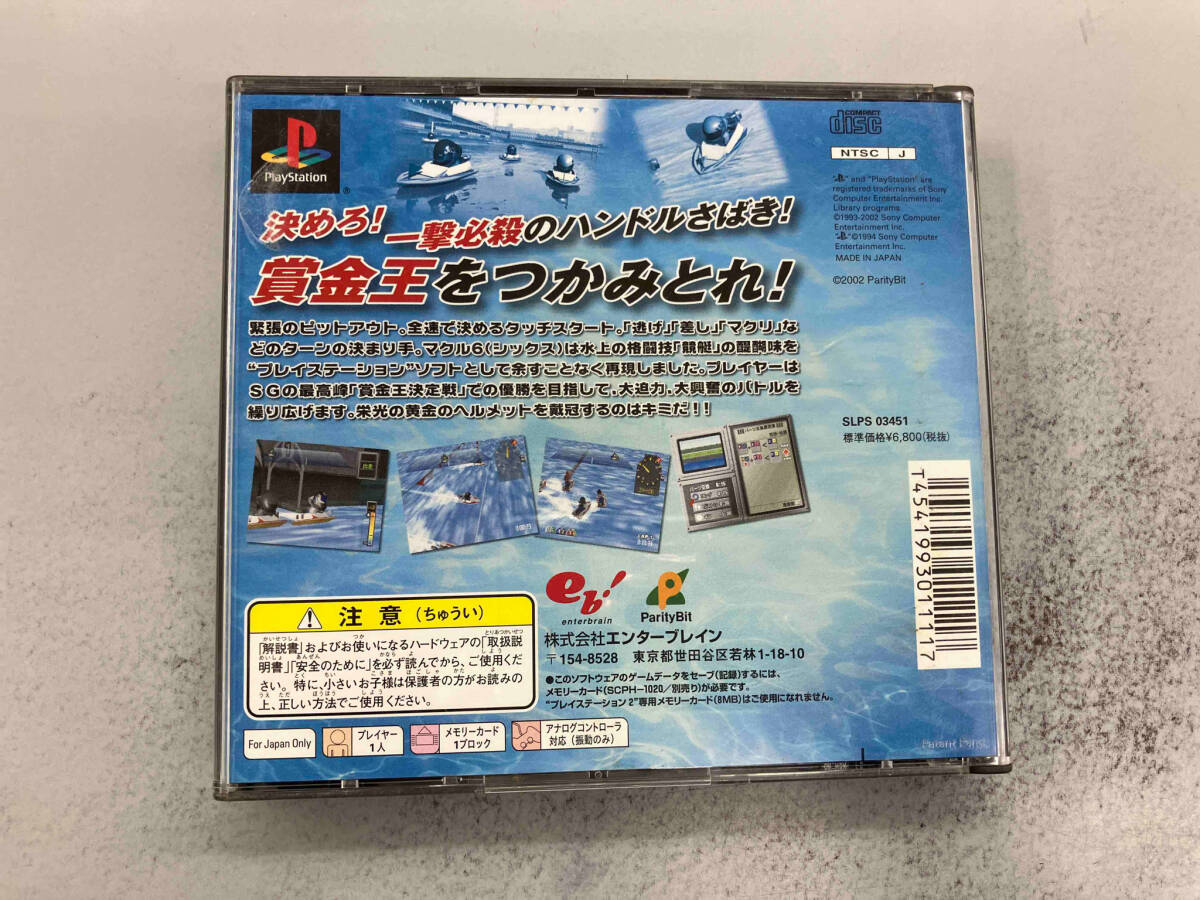 PlayStation
®
COMPACT
disc
NTSC J
"PS" and "PlayStation" are
registered trademarks of Sony
Computer Entertainment Inc.
Library programs
©1993-2002 Sony Computer
Entertainment Inc.
"PS"©1994 Sony Computer
Entertainment Inc.
MADE IN JAPAN
©2002 ParityBit
決めろ！一撃必殺のハンドルさばき！
賞金王をつかみとれ！
緊張のピットアウト。全速で決めるタッチスタート。「逃げ」「差し」「マクリ」な
どのターンの決まり手。マクル6(シックス)は水上の格闘技「競艇」の醍醐味を
“プレイステーション”ソフトとして余すことなく再現しました。プレイヤーは
SGの最高峰「賞金王決定戦」での優勝を目指して、大迫力、大興奮のバトルを
繰り広げます。栄光の黄金のヘルメットを戴冠するのはキミだ！！
SLPS 03451
標準価格¥6,800(税抜)
T4541993011117
eb!
enterbrain
ParityBit
株式会社エンターブレイン
〒154-8528 東京都世田谷区若林1-18-10
●このソフトウェアのゲームデータをセーブ(記録)するには、
メモリーカード(SCPH-1020/別売り)が必要です。
“プレイステーション 2”専用メモリーカード(8MB)はご使用になれません。
注意（ちゅうい）
「解説書」およびお使いになるハードウェアの「取扱説
明書」「安全のために」を必ず読んでから、ご使用くだ
さい。特に、小さいお子様は保護者の方がお読みの
上、正しい方法でご使用ください。
For Japan Only
プレイヤー
1人
メモリーカード
1ブロック
アナログコントローラ
対応（振動のみ）